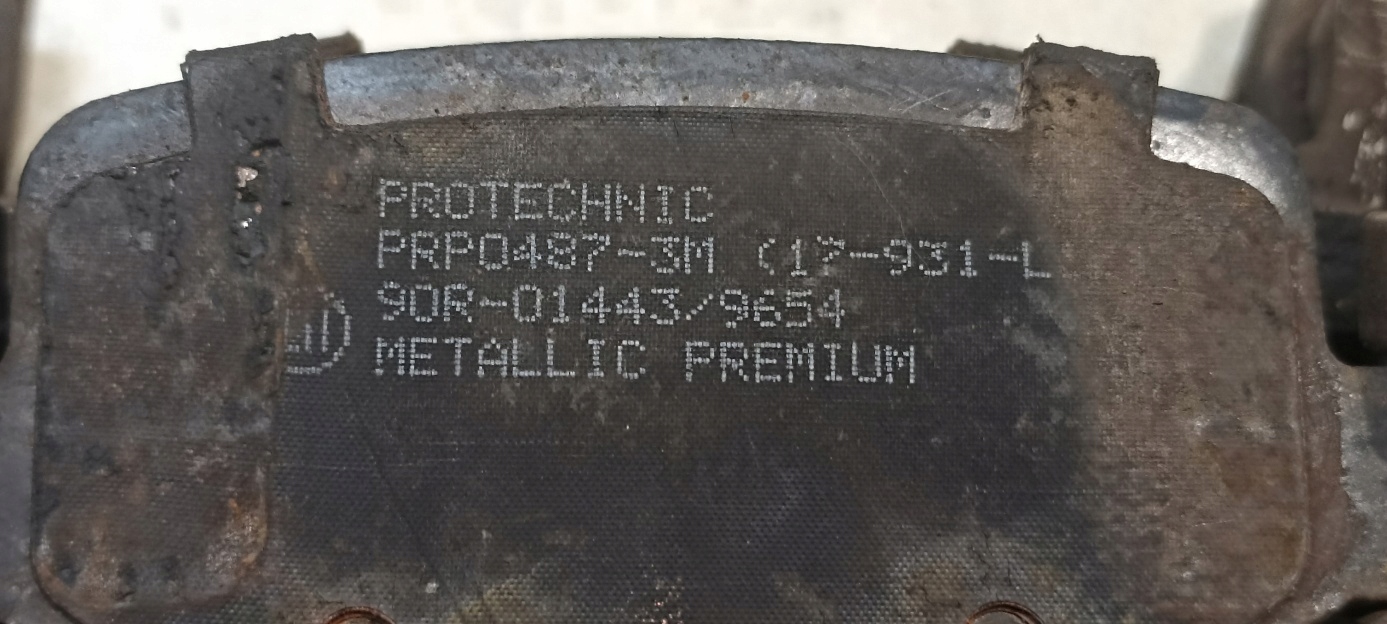 PROTECHNIC
PRP0487-3M (17-931-L
90R-01443/9654
METALLIC PREMIUM